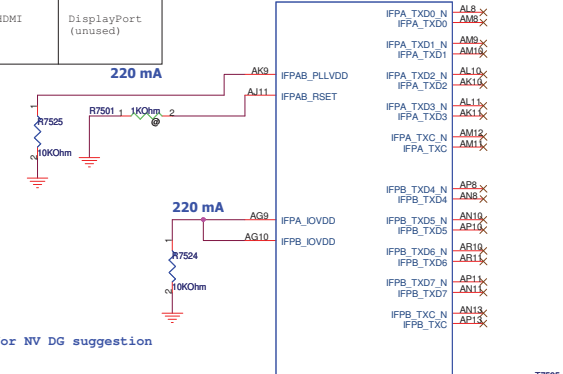 HDMI
DisplayPort
(unused)
220 mA
AK9 IFPAB_PLLVDD
AJ11 IFPAB_RSET
R7501 1 1KOhm 2
@
1
R7525
2
10KOhm
220 mA
AG9 IFPA_IOVDD
AG10 IFPB_IOVDD
1
R7524
2
10KOhm
or NV DG suggestion
IFPA_TXD0_N AL8
IFPA_TXD0 AM8
IFPA_TXD1_N AM9
IFPA_TXD1 AM10
IFPA_TXD2_N AL10
IFPA_TXD2 AK10
IFPA_TXD3_N AL11
IFPA_TXD3 AK11
IFPA_TXC_N AM12
IFPA_TXC AM11
IFPB_TXD4_N AP8
IFPB_TXD4 AN8
IFPB_TXD5_N AN10
IFPB_TXD5 AP10
IFPB_TXD6_N AR10
IFPB_TXD6 AR11
IFPB_TXD7_N AP11
IFPB_TXD7 AN11
IFPB_TXC_N AN13
IFPB_TXC AP13